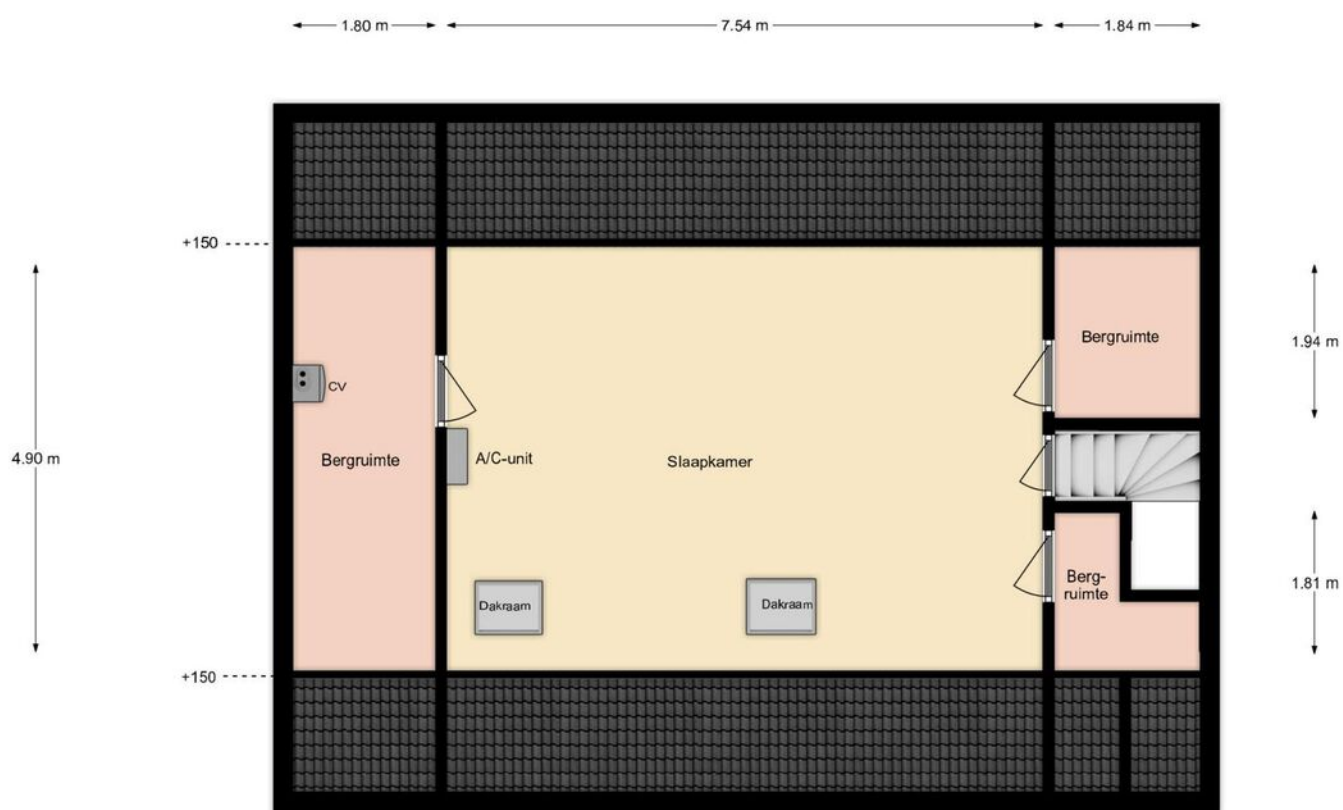 1.80 m
7.54 m
1.84 m
+150
Bergruimte
1.94 m
CV
4.90 m
Bergruimte
A/C-unit
Slaapkamer
Berg-
ruimte
1.81 m
Dakraam
Dakraam
+150